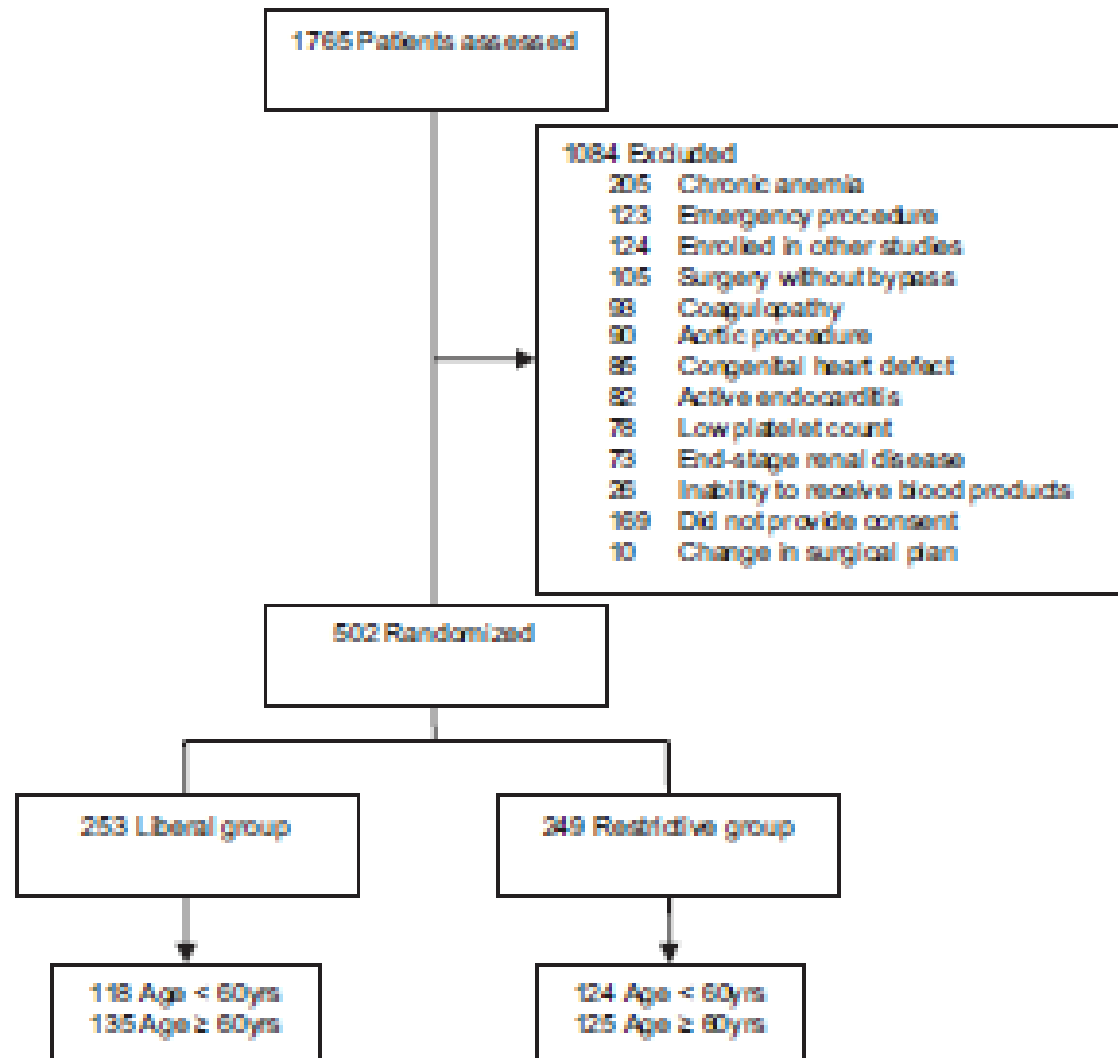 1765 Patients assessed
1084 Excluded
205 Chronic anemia
123 Emergency procedure
124 Enrolled in other studies
105 Surgery without bypass
Coagulopathy
90 Aortic procedure
Congenital heart defect
82 Active endocarditis
78 Low platelet count
73 End-stage renal disease
Inability to receive blood products
169 Did not provide consent
10 Change in surgical plan
502 Randomized
253 Liberal group
249 Restrictive group
118 Age < 60yrs
135 Age ≥ 60yrs
124 Age < 60yrs
125 Age ≥ 60yrs